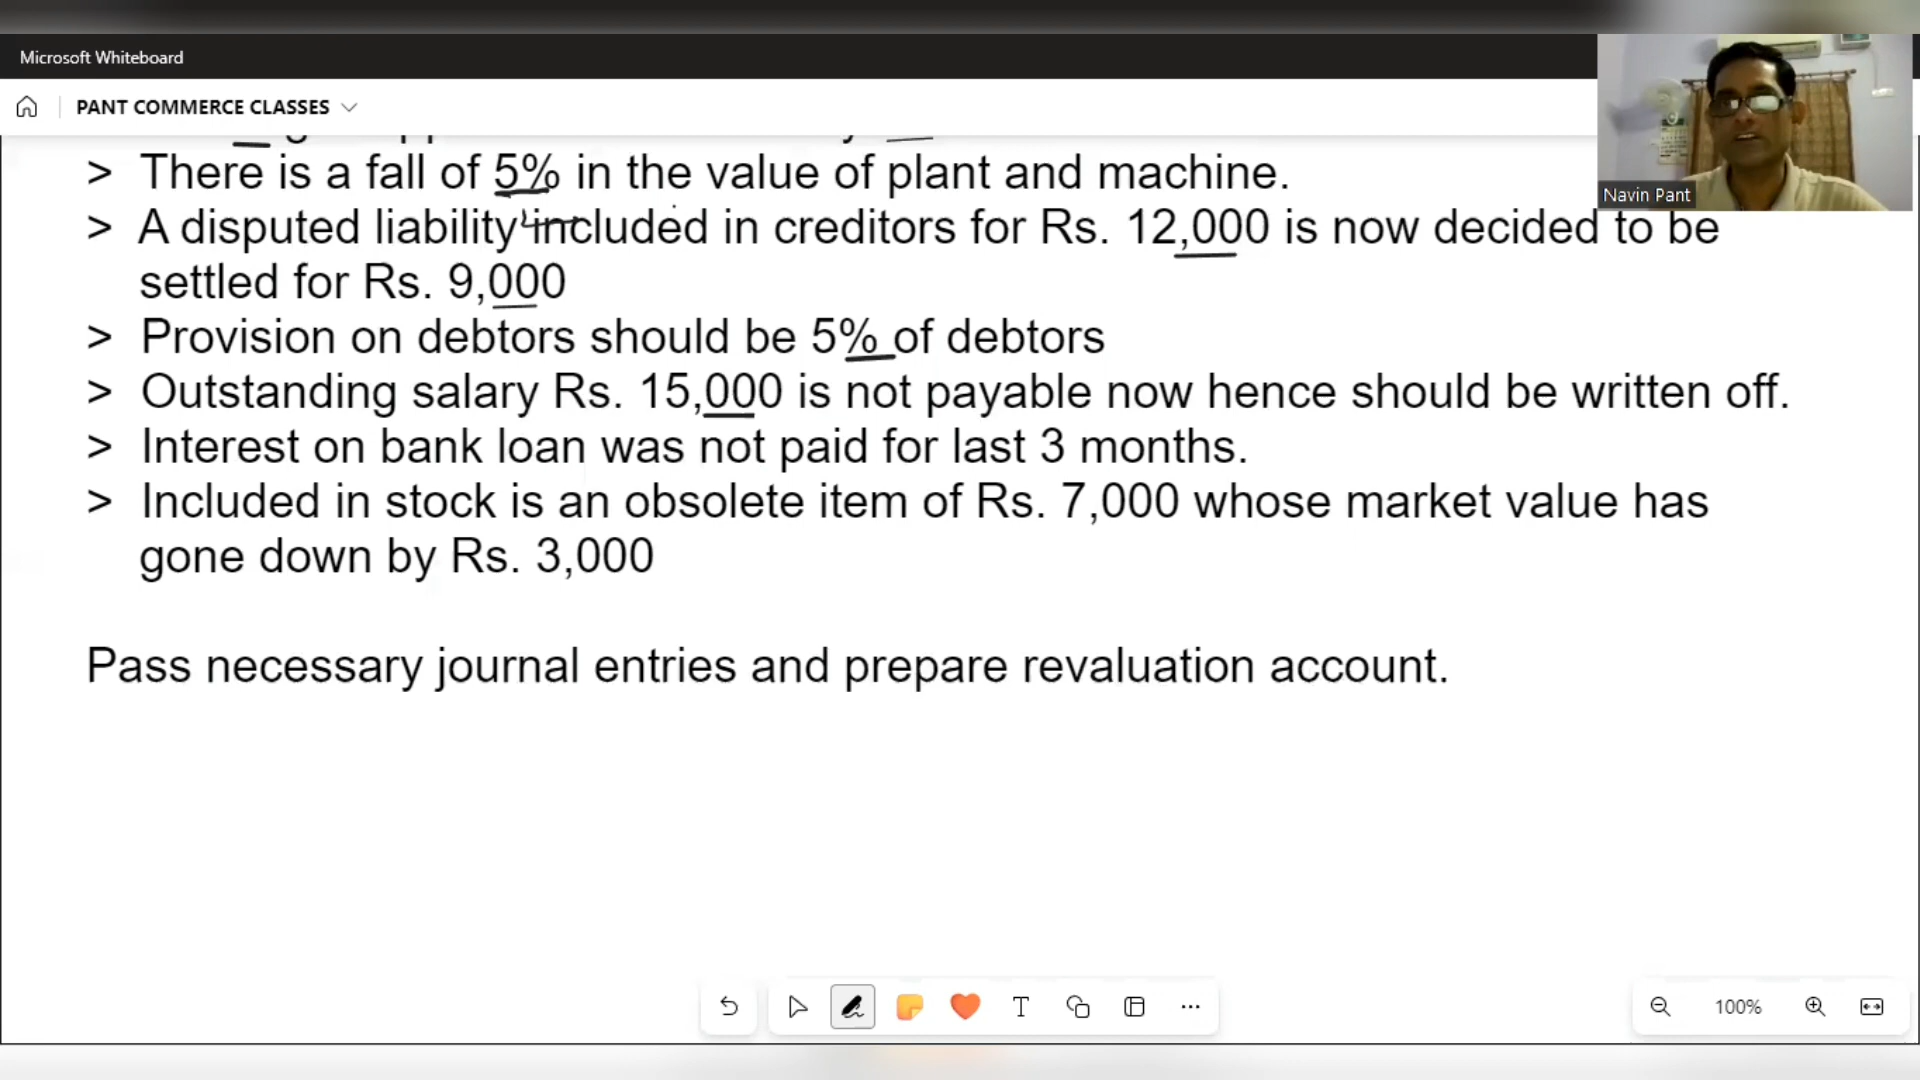 Microsoft Whiteboard
PANT COMMERCE CLASSES
Navin Pant
> There is a fall of 5% in the value of plant and machine.
> A disputed liability included in creditors for Rs. 12,000 is now decided to be
settled for Rs. 9,000
> Provision on debtors should be 5% of debtors
> Outstanding salary Rs. 15,000 is not payable now hence should be written off.
> Interest on bank loan was not paid for last 3 months.
> Included in stock is an obsolete item of Rs. 7,000 whose market value has
gone down by Rs. 3,000
Pass necessary journal entries and prepare revaluation account.
T
100%